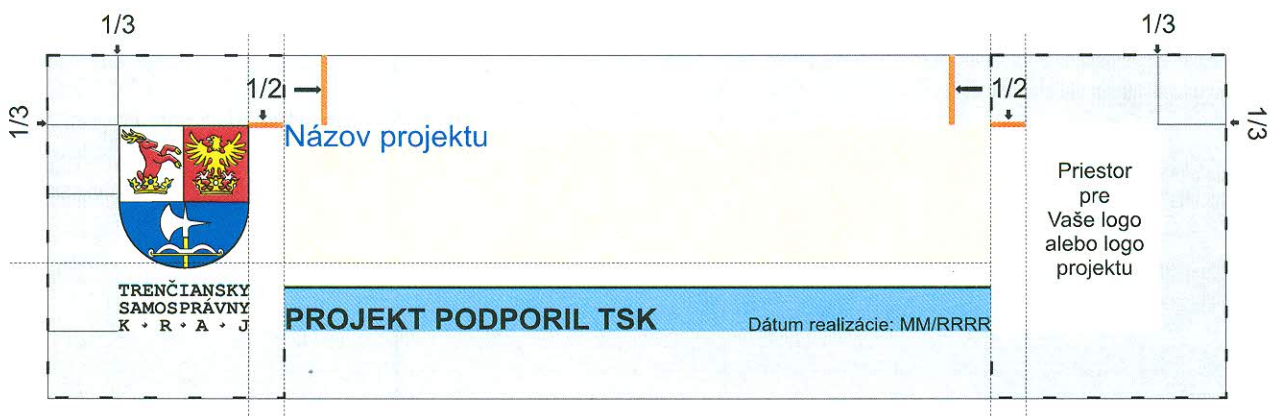 1/3
1/3
1/2
1/2
1/3
1/3
Názov projektu
Priestor
pre
Vaše logo
alebo logo
projektu
TRENČIANSKY
SAMOSPRÁVNY
K · R · A · J
PROJEKT PODPORIL TSK
Dátum realizácie: MM/RRRR